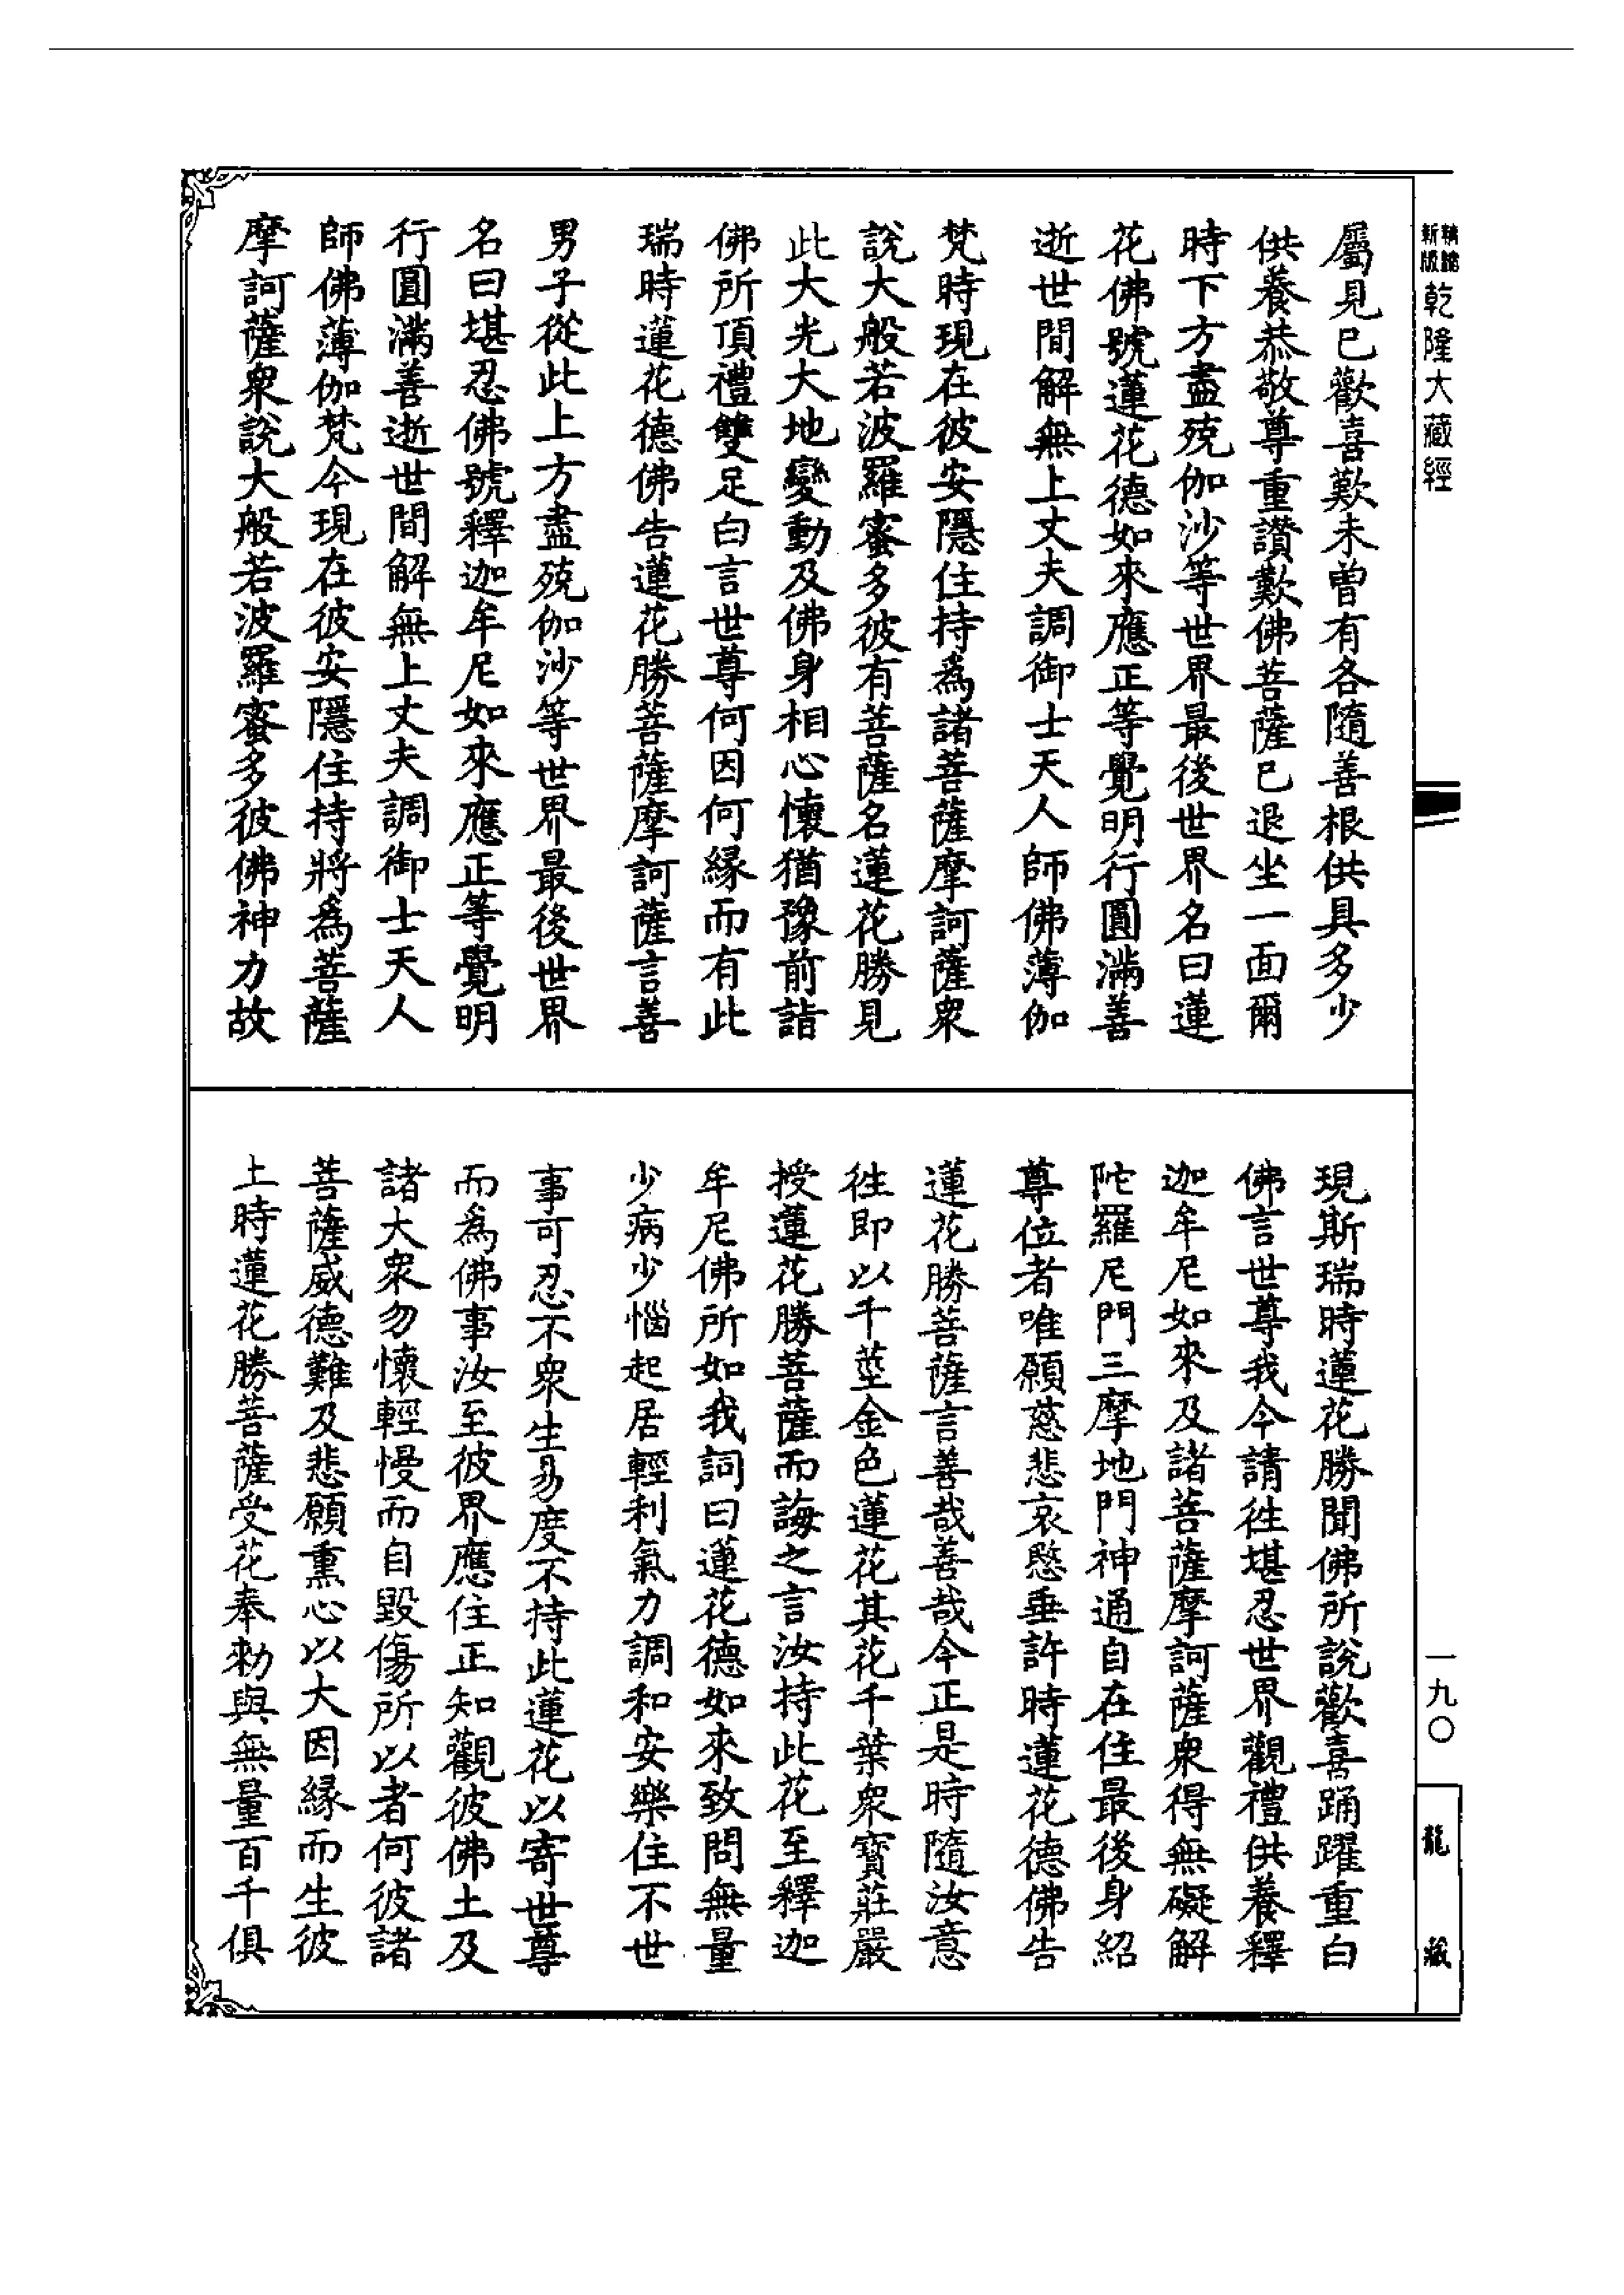 新版
精諡
乾隆大藏經
屬見已歡喜歎未曾有各隨善根供具多少
供養恭敬尊重讚歎佛菩薩已退坐一面爾
時下方盡殑伽沙等世界最後世界名曰蓮
花佛號蓮花德如來應正等覺明行圓滿善
逝世間解無上丈夫調御士天人師佛薄伽
梵時現在彼安隱住持為諸菩薩摩訶薩衆
說大般若波羅蜜多彼有菩薩名蓮花勝見
此大光大地變動及佛身相心懷猶豫前詣
佛所頂禮雙足白言世尊何因何緣而有此
瑞時蓮花德佛告蓮花勝菩薩摩訶薩言善
男子從此上方盡殑伽沙等世界最後世界
名曰堪忍佛號釋迦牟尼如來應正等覺明
行圓滿善逝世間解無上丈夫調御士天人
師佛薄伽梵今現在彼安隱住持將為菩薩
摩訶薩衆說大般若波羅蜜多彼佛神力故
現斯瑞時蓮花勝聞佛所說歡喜踊躍重白
佛言世尊我今請往堪忍世界觀禮供養釋
迦牟尼如來及諸菩薩摩訶薩衆得無礙解
陀羅尼門三摩地門神通自在住最後身紹
尊位者唯願慈悲哀愍垂許時蓮花德佛告
蓮花勝菩薩言善哉善哉今正是時隨汝意
往即以千莖金色蓮花其花千葉衆寶莊嚴
授蓮花勝菩薩而誨之言汝持此花至釋迦
牟尼佛所如我詞曰蓮花德如來致問無量
少病少惱起居輕利氣力調和安樂住不世
事可忍不衆生易度不持此蓮花以寄世尊
而為佛事汝至彼界應住正知觀彼佛土及
諸大衆勿懷輕慢而自毀傷所以者何彼諸
菩薩威德難及悲願熏心以大因緣而生彼
土時蓮花勝菩薩受花奉勑與無量百千俱
一九〇
龍藏